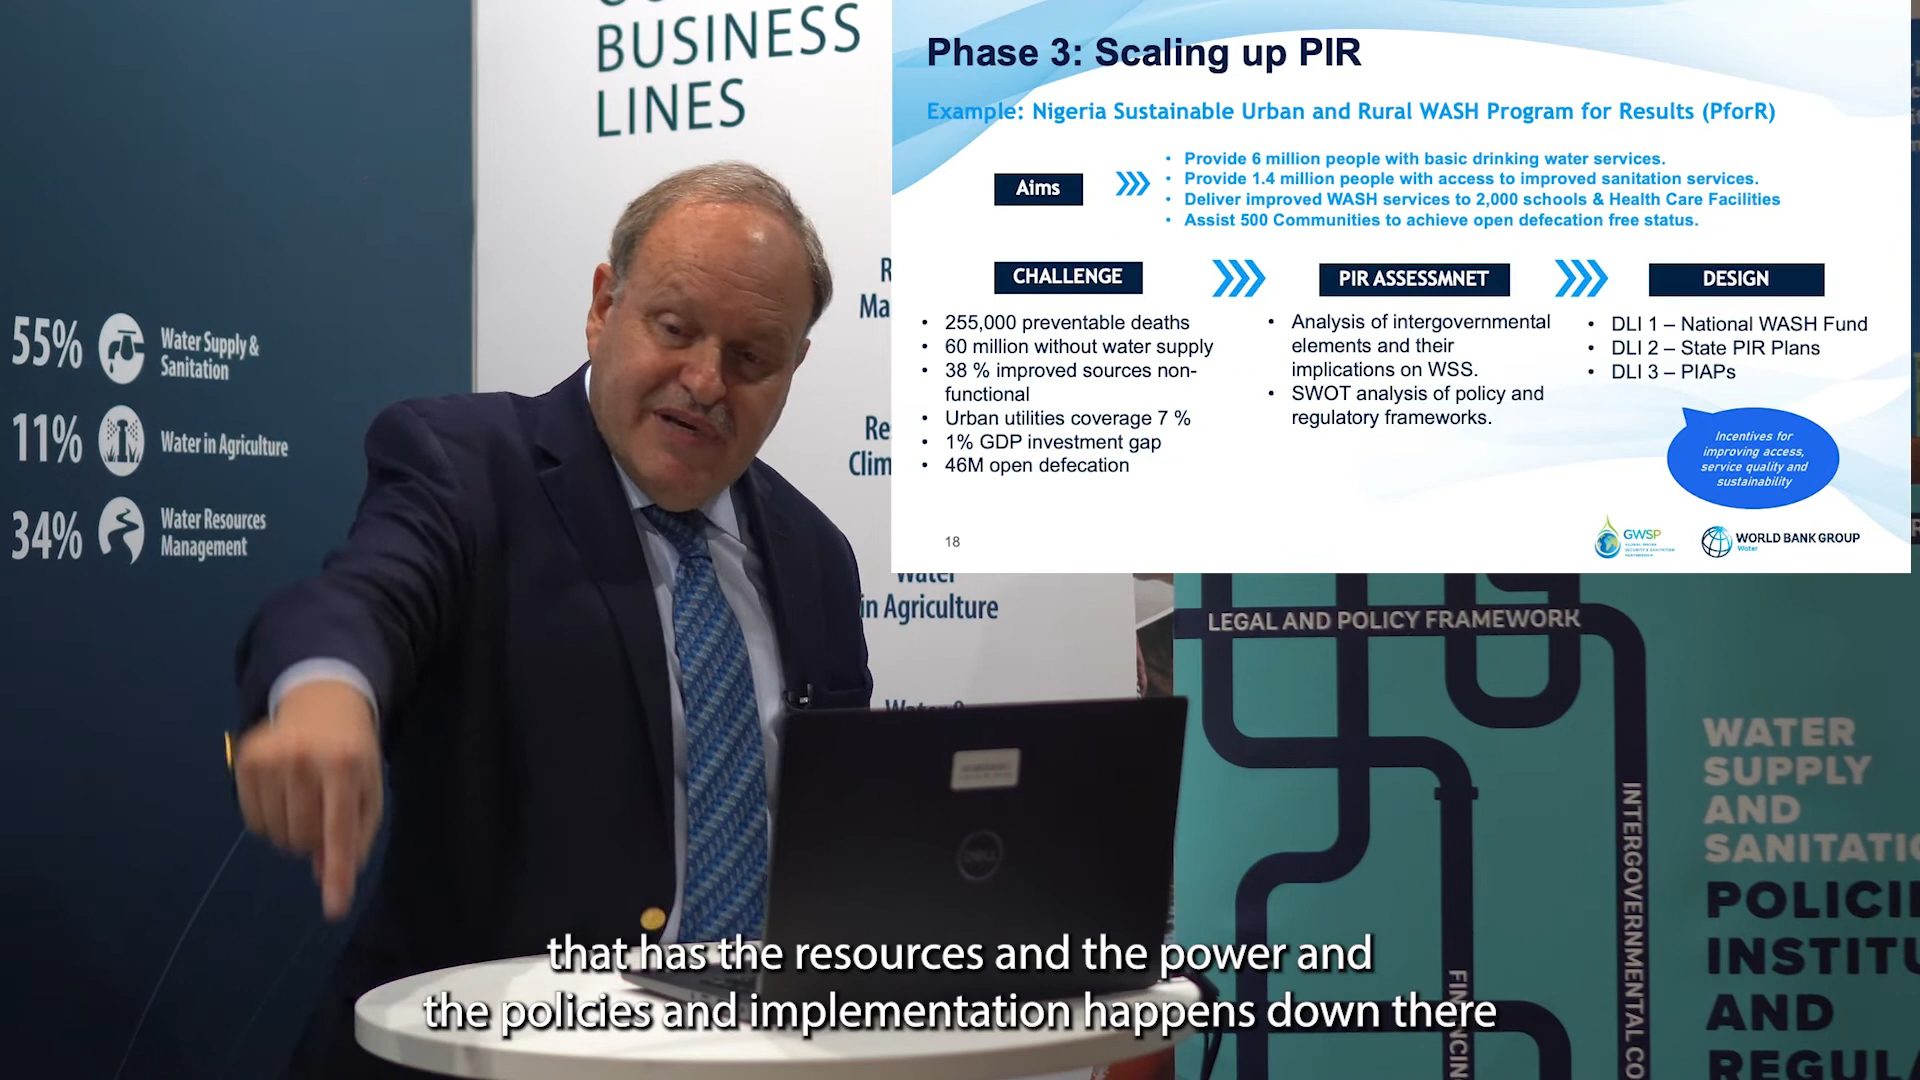 BUSINESS
LINES
55%
Water Supply &
Sanitation
11%
Water in Agriculture
34%
Water Resources
Management
Re
Clim
in Agriculture
Phase 3: Scaling up PIR
Example: Nigeria Sustainable Urban and Rural WASH Program for Results (PforR)
Aims
• Provide 6 million people with basic drinking water services.
• Provide 1.4 million people with access to improved sanitation services.
• Deliver improved WASH services to 2,000 schools & Health Care Facilities
• Assist 500 Communities to achieve open defecation free status.
CHALLENGE
• 255,000 preventable deaths
• 60 million without water supply
• 38 % improved sources non-
functional
• Urban utilities coverage 7 %
• 1% GDP investment gap
• 46M open defecation
PIR ASSESSMNET
• Analysis of intergovernmental
elements and their
implications on WSS.
• SWOT analysis of policy and
regulatory frameworks.
DESIGN
• DLI 1 – National WASH Fund
• DLI 2 – State PIR Plans
• DLI 3 – PIAPs
Incentives for
improving access,
service quality and
sustainability
18
GWSP
WORLD BANK GROUP
Water
LEGAL AND POLICY FRAMEWORK
INTERGOVERNMENTAL CO
FINANCIN
WATER
SUPPLY
AND
SANITATIO
POLICI
INSTITU
AND
REGUL
DELL
that has the resources and the power and
the policies and implementation happens down there